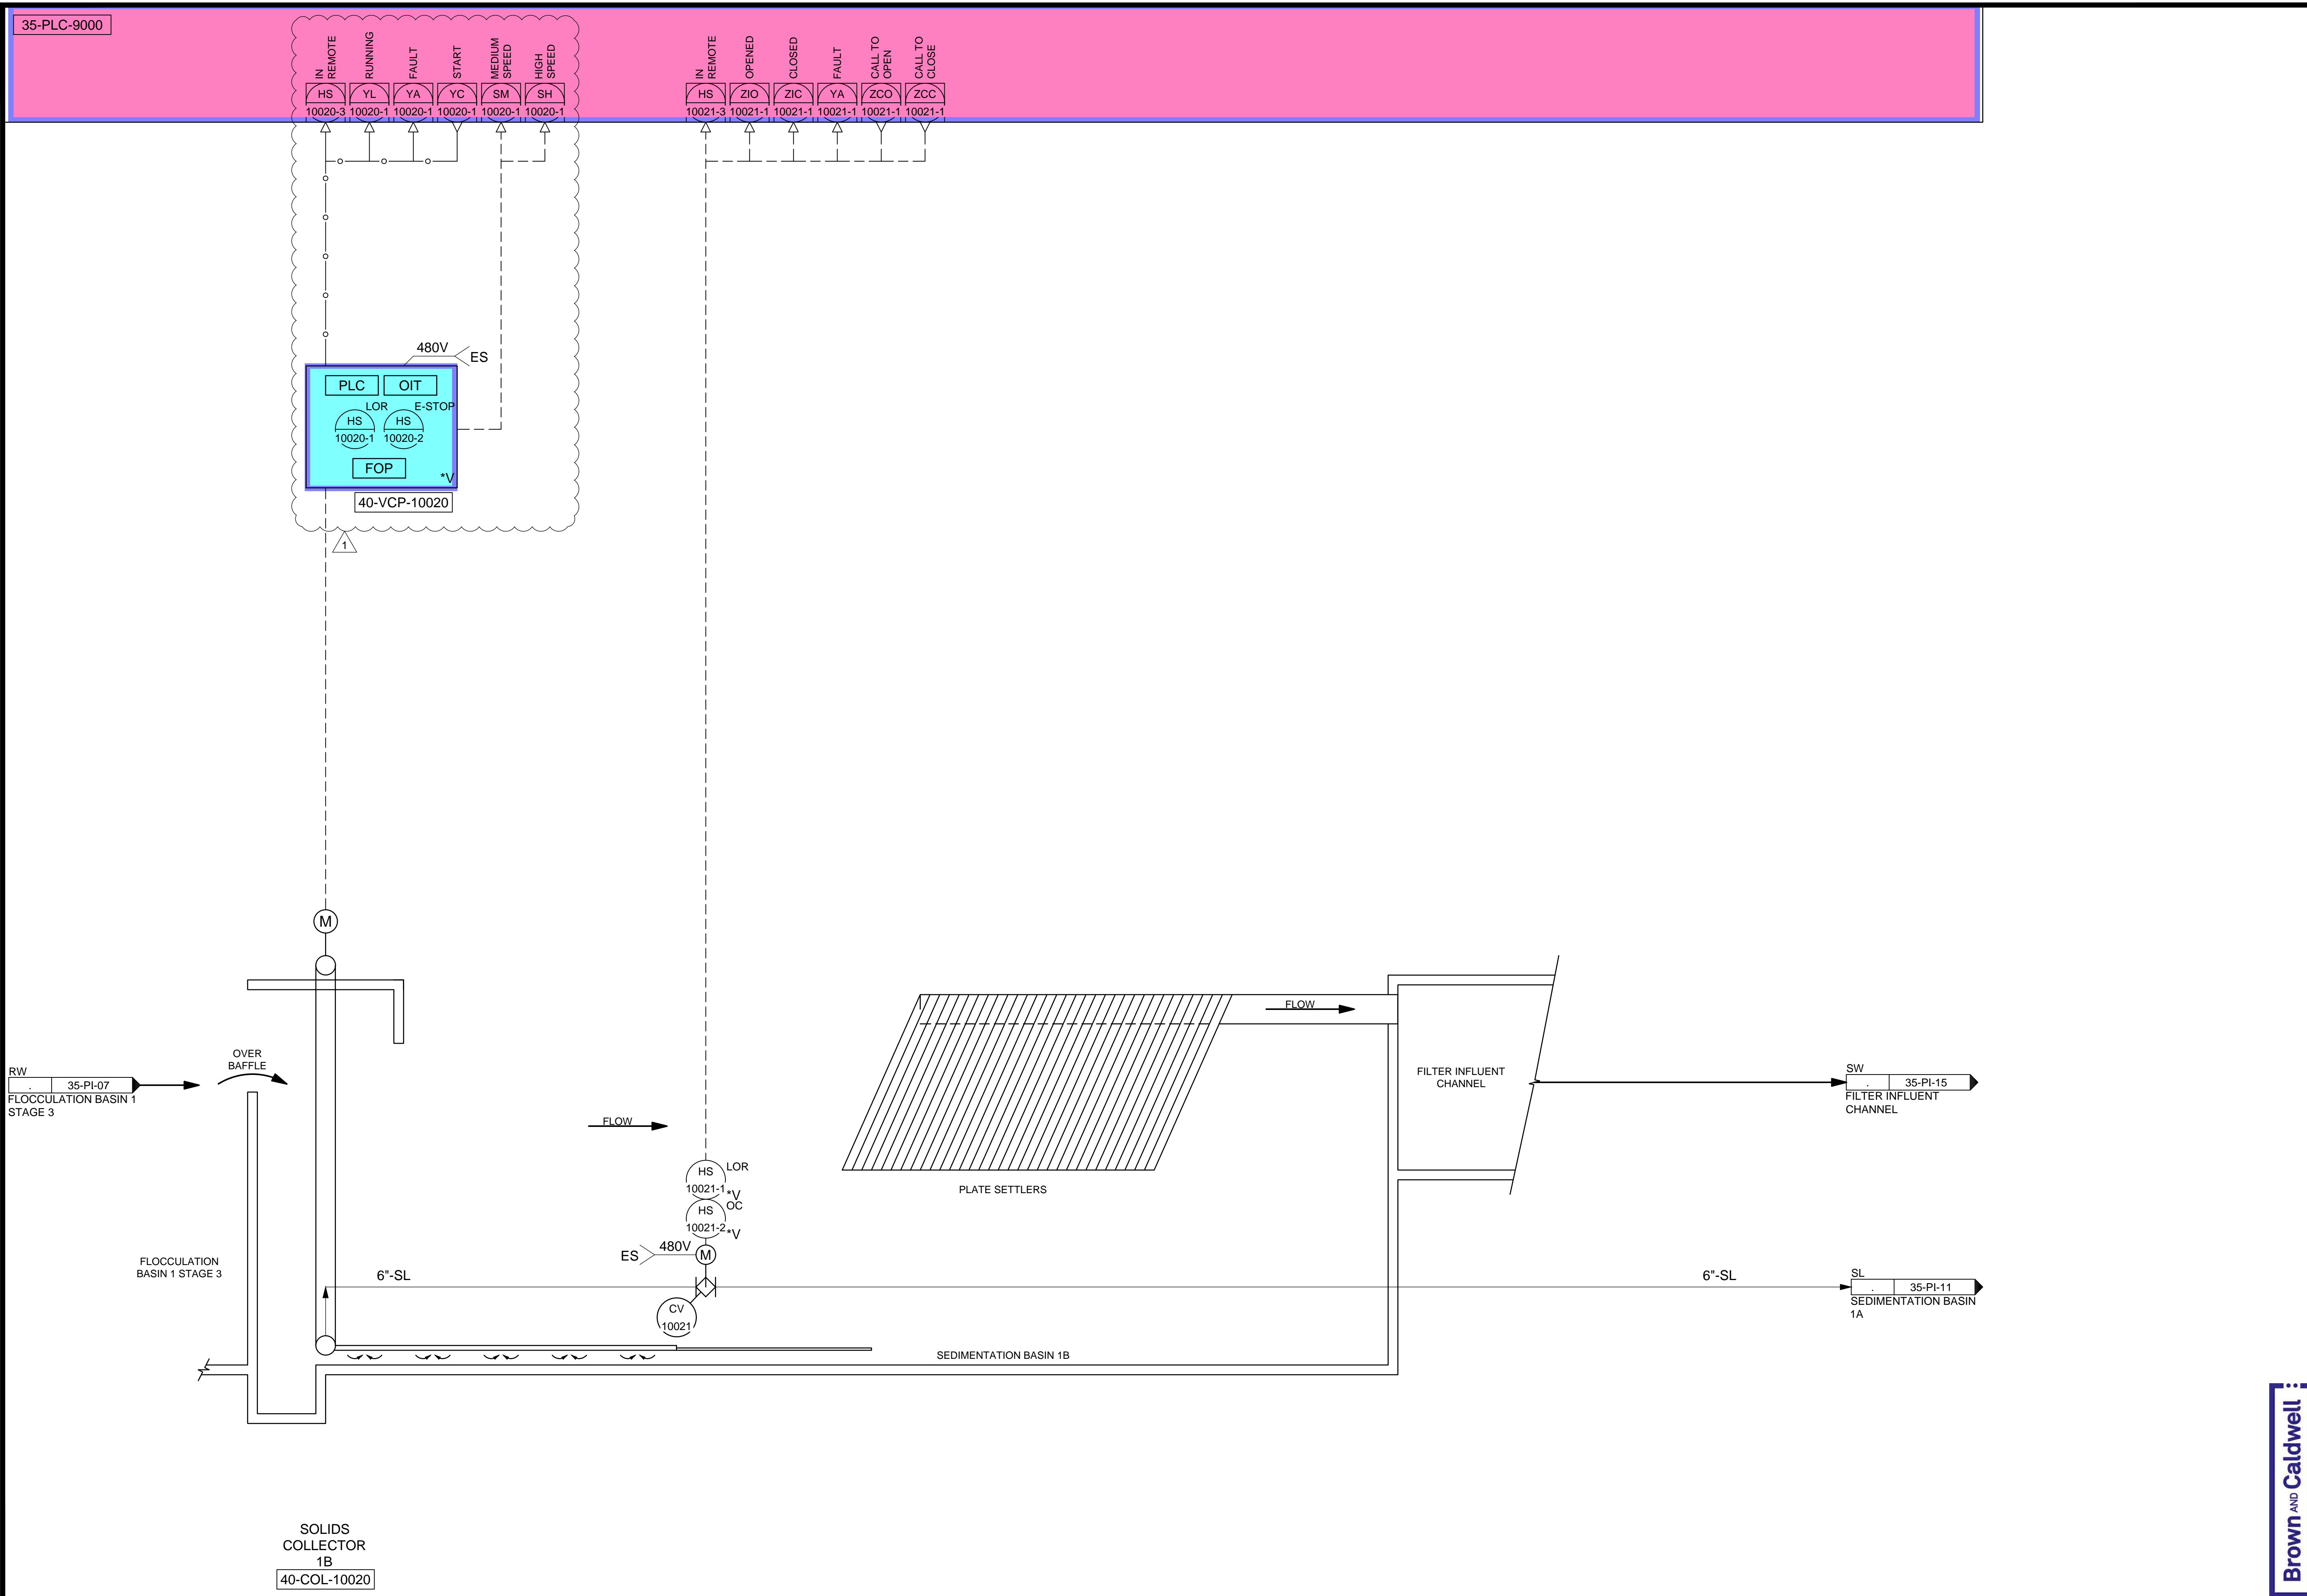 35-PLC-9000
IN
REMOTE
RUNNING
FAULT
START
MEDIUM
SPEED
HIGH
SPEED
HS
10020-3
YL
10020-1
YA
10020-1
YC
10020-1
SM
10020-1
SH
10020-1
IN
REMOTE
OPENED
CLOSED
FAULT
CALL TO
OPEN
CALL TO
CLOSE
HS
10021-3
ZIO
10021-1
ZIC
10021-1
YA
10021-1
ZCO
10021-1
ZCC
10021-1
480V
ES
PLC
OIT
LOR
E-STOP
HS
10020-1
HS
10020-2
FOP
*V
40-VCP-10020
1
M
OVER
BAFFLE
RW
. 35-PI-07
FLOCCULATION BASIN 1
STAGE 3
FLOW
FLOW
FILTER INFLUENT
CHANNEL
SW
. 35-PI-15
FILTER INFLUENT
CHANNEL
PLATE SETTLERS
HS
10021-1
LOR
*V
HS
10021-2
OC
*V
ES
480V
M
FLOCCULATION
BASIN 1 STAGE 3
6"-SL
6"-SL
CV
10021
SL
. 35-PI-11
SEDIMENTATION BASIN
1A
SEDIMENTATION BASIN 1B
SOLIDS
COLLECTOR
1B
40-COL-10020
Brown AND Caldwell